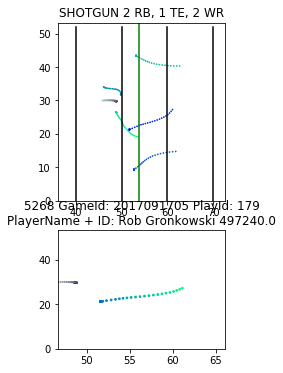 SHOTGUN 2 RB, 1 TE, 2 WR
50
40
30
20
10
0
40 50 60 70
5268 GameId: 2017091705 PlayId: 179
PlayerName + ID: Rob Gronkowski 497240.0
40
20
0
50 55 60 65